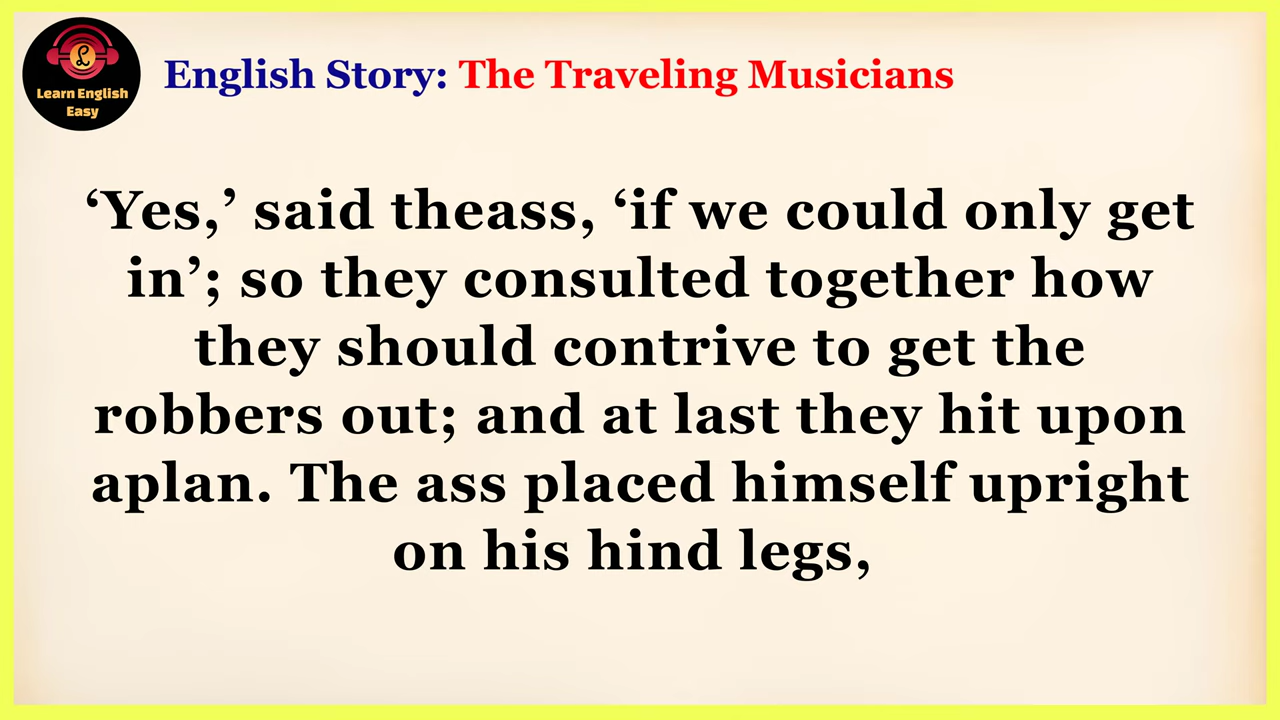 Learn English
Easy
English Story: The Traveling Musicians
‘Yes,’ said theass, ‘if we could only get
in’; so they consulted together how
they should contrive to get the
robbers out; and at last they hit upon
aplan. The ass placed himself upright
on his hind legs,